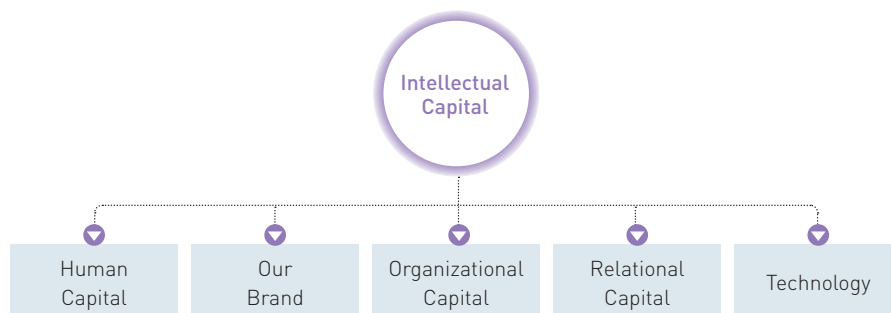 Intellectual
Capital
Human
Capital
Our
Brand
Organizational
Capital
Relational
Capital
Technology